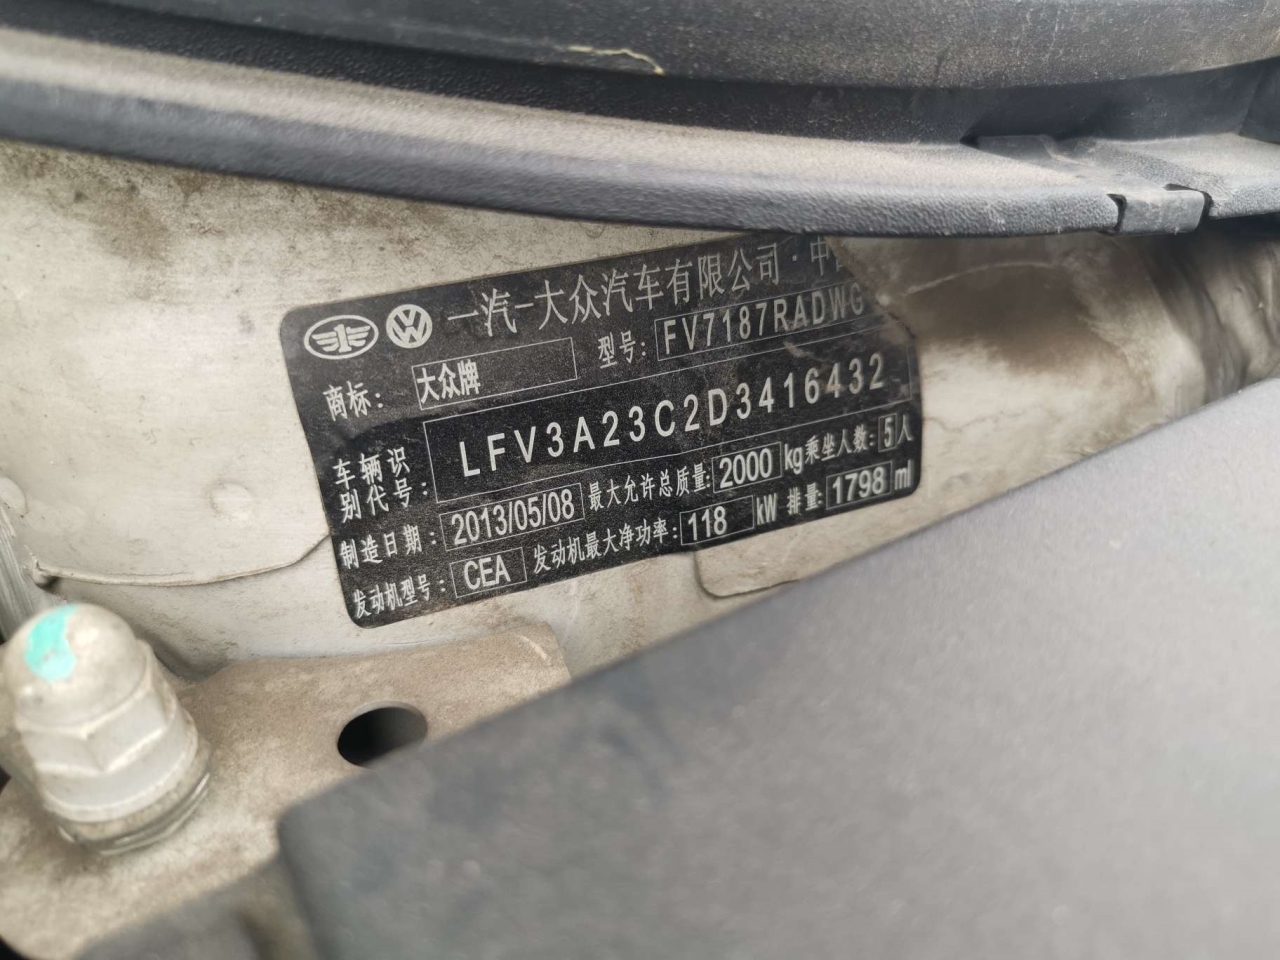 一汽-大众汽车有限公司·中
商标: 大众牌 型号: FV7187RADWG
车辆识别代号: LFV3A23C2D3416432
制造日期: 2013/05/08 最大允许总质量: 2000 kg 乘坐人数: 5 人
发动机型号: CEA 发动机最大净功率: 118 kW 排量: 1798 ml